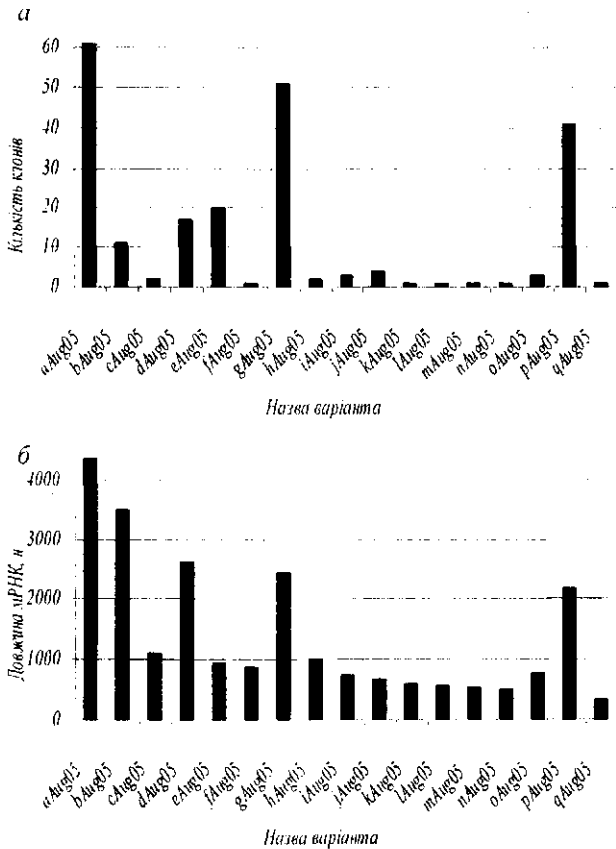 а
60
50
40
30
20
10
0
Кількість клонів
aAug05
bAug05
cAug05
dAug05
eAug05
fAug05
gAug05
hAug05
iAug05
jAug05
kAug05
lAug05
mAug05
nAug05
oAug05
pAug05
qAug05
Назва варіанта
б
4000
3000
2000
1000
0
Довжина мРНК, н
aAug05
bAug05
cAug05
dAug05
eAug05
fAug05
gAug05
hAug05
iAug05
jAug05
kAug05
lAug05
mAug05
nAug05
oAug05
pAug05
qAug05
Назва варіанта